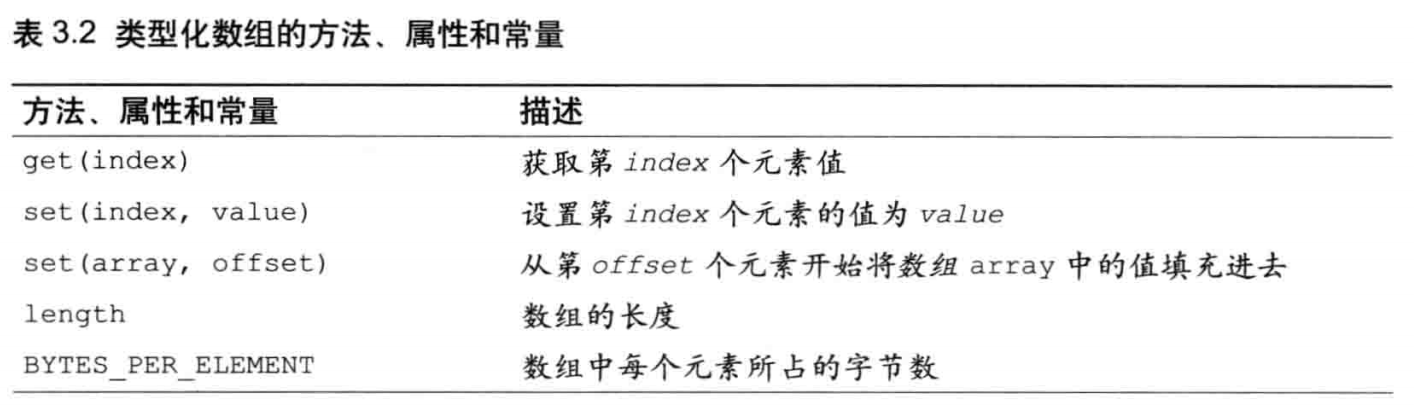 表 3.2 类型化数组的方法、属性和常量
方法、属性和常量 描述
get(index) 获取第 index 个元素值
set(index, value) 设置第 index 个元素的值为 value
set(array, offset) 从第 offset 个元素开始将数组 array 中的值填充进去
length 数组的长度
BYTES_PER_ELEMENT 数组中每个元素所占的字节数